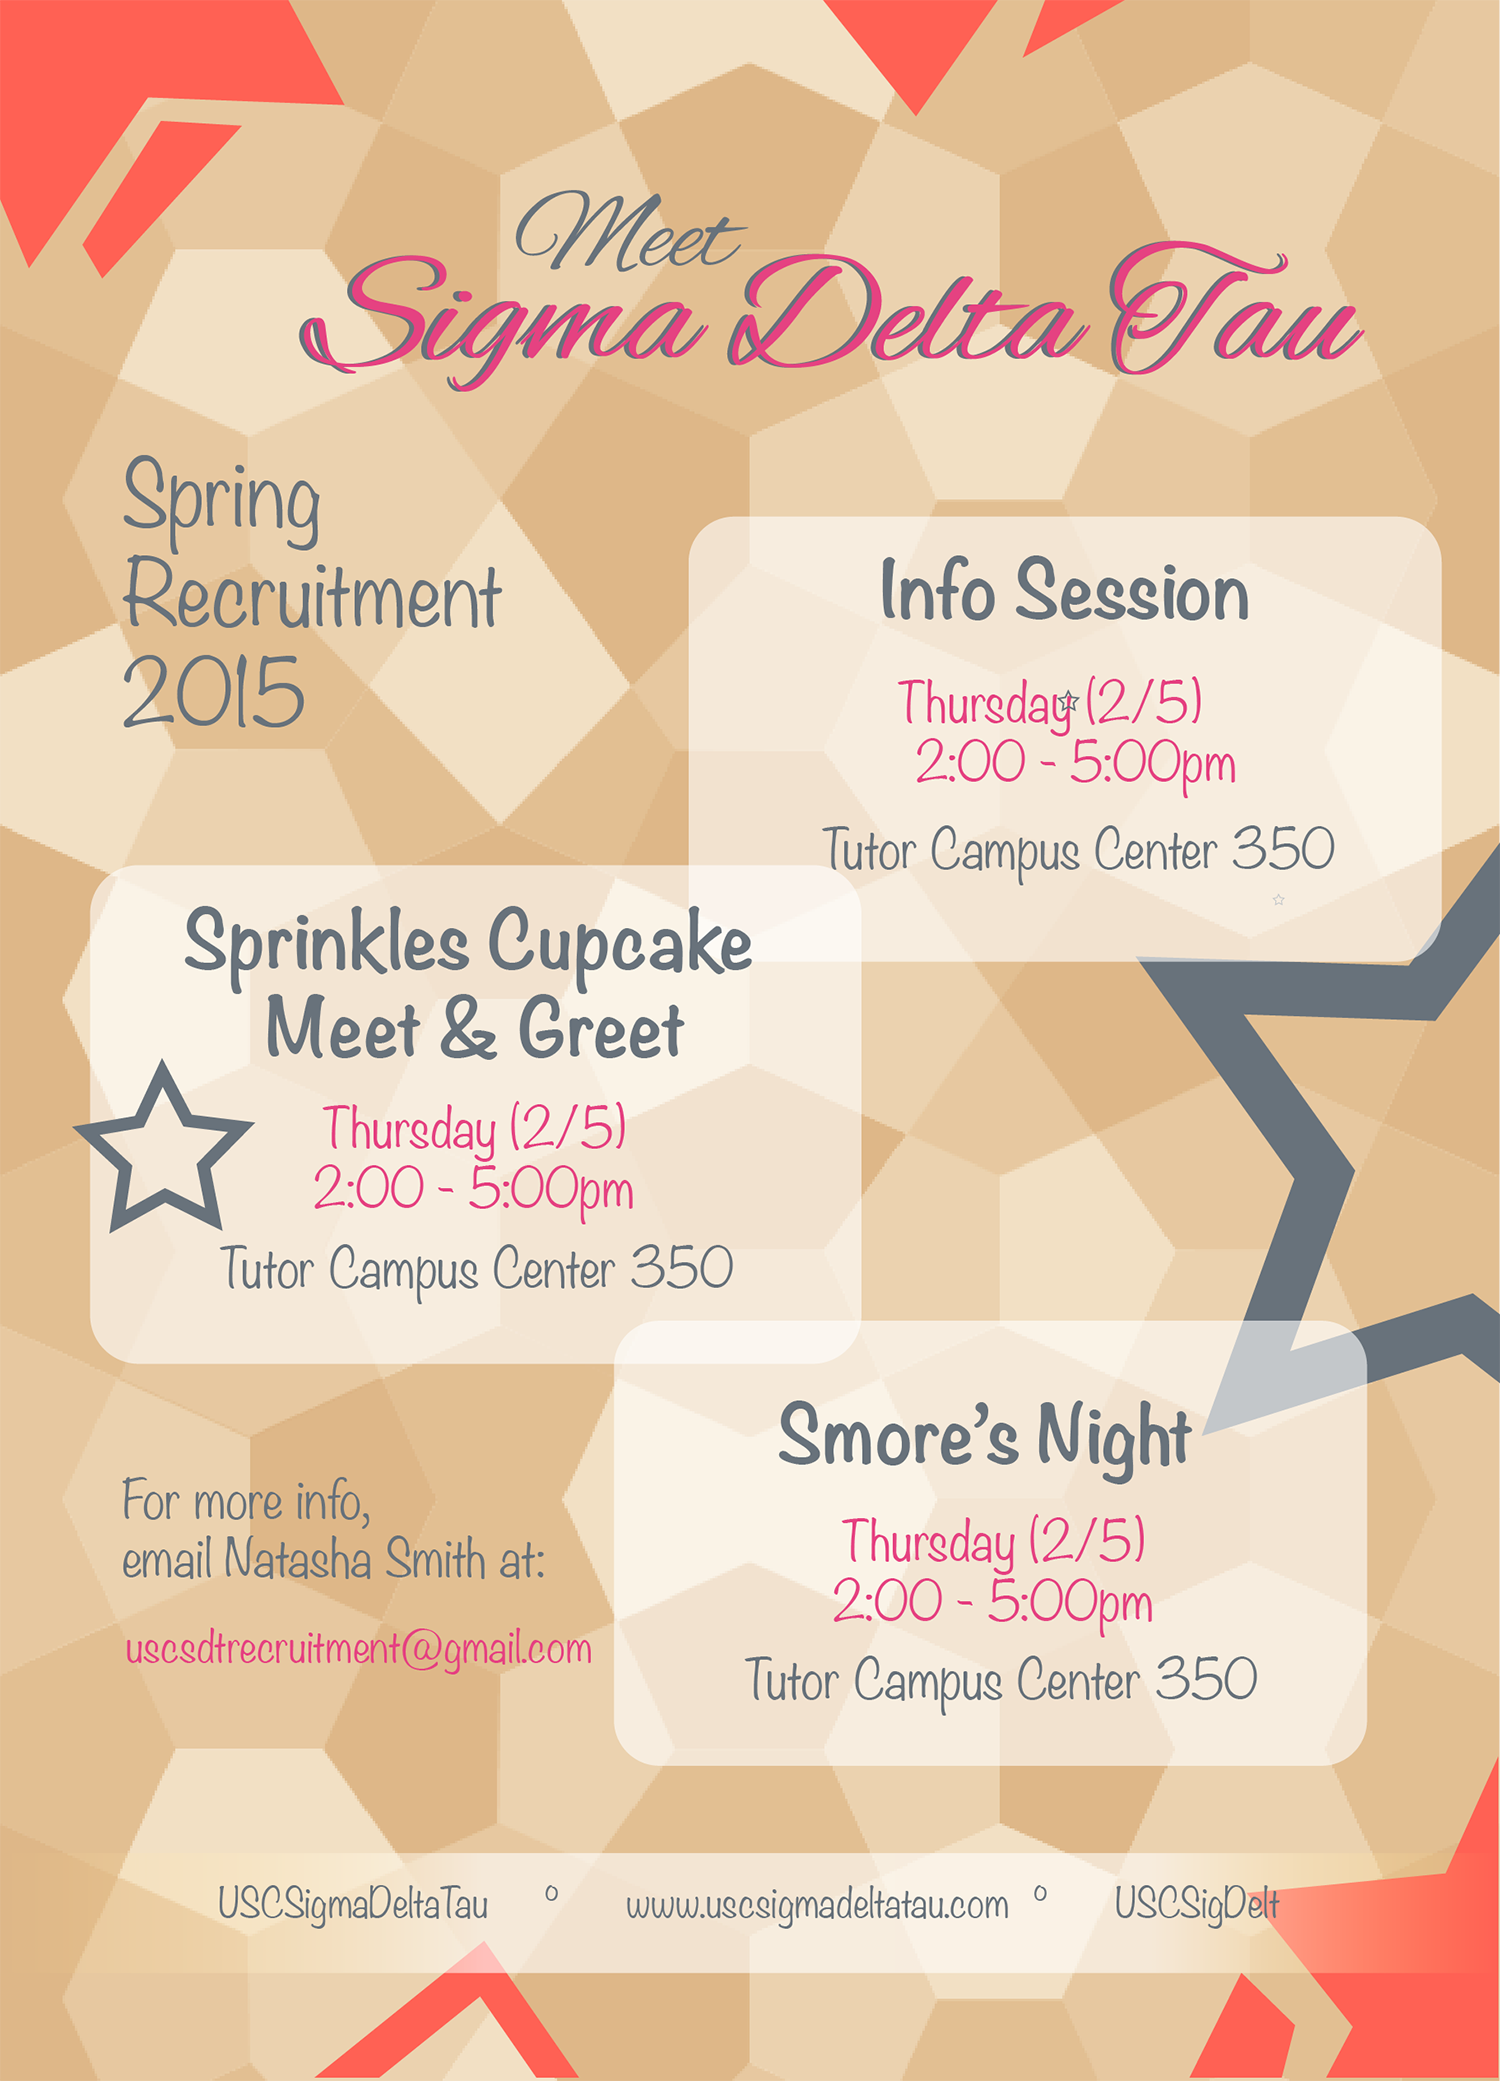 Meet
Sigma Delta Tau
Spring
Recruitment
2015
Info Session
Thursday (2/5)
2:00 - 5:00pm
Tutor Campus Center 350
Sprinkles Cupcake
Meet & Greet
Thursday (2/5)
2:00 - 5:00pm
Tutor Campus Center 350
Smore's Night
Thursday (2/5)
2:00 - 5:00pm
Tutor Campus Center 350
For more info,
email Natasha Smith at:
uscsdtrecruitment@gmail.com
USCSigmaDeltaTau ° www.uscsigmadeltatau.com ° USCSigDelt